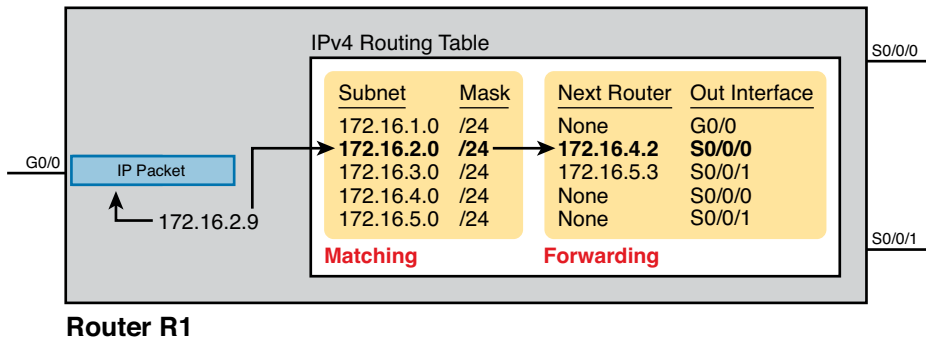 IPv4 Routing Table
S0/0/0
Subnet Mask Next Router Out Interface
172.16.1.0 /24 None G0/0
172.16.2.0 /24 172.16.4.2 S0/0/0
172.16.3.0 /24 172.16.5.3 S0/0/1
172.16.4.0 /24 None S0/0/0
172.16.5.0 /24 None S0/0/1
G0/0
IP Packet
172.16.2.9
Matching Forwarding
S0/0/1
Router R1